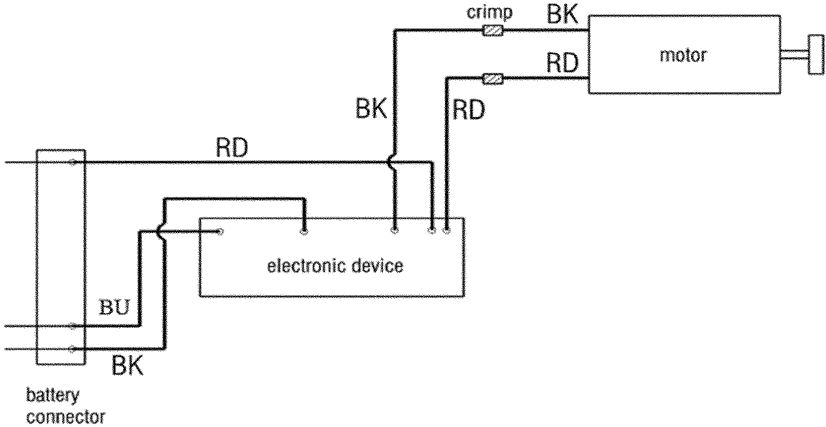 crimp
BK
motor
RD
BK
RD
RD
electronic device
BU
BK
battery
connector